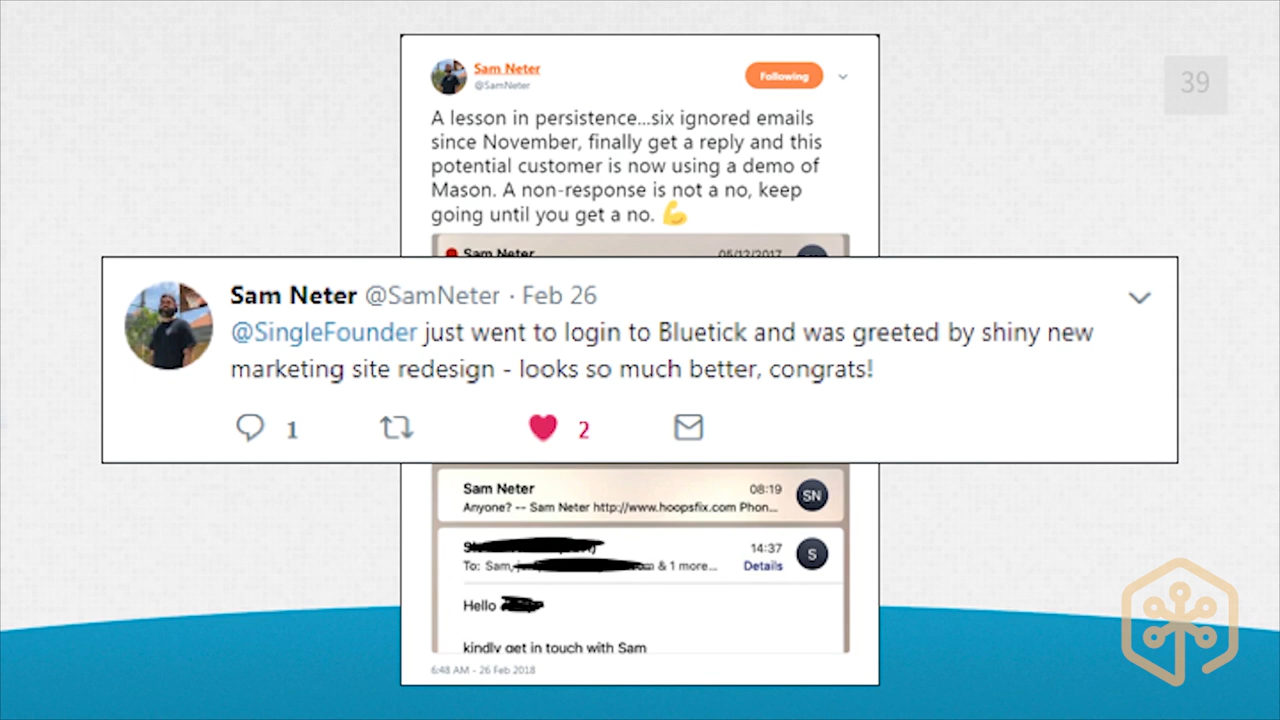 39
Sam Neter
@SamNeter
Following
A lesson in persistence...six ignored emails
since November, finally get a reply and this
potential customer is now using a demo of
Mason. A non-response is not a no, keep
going until you get a no. 💪
Sam Neter 05/12/2017
Sam Neter @SamNeter · Feb 26
@SingleFounder just went to login to Bluetick and was greeted by shiny new
marketing site redesign - looks so much better, congrats!
1 2
Sam Neter 08:19 SN
Anyone? -- Sam Neter http://www.hoopsfix.com Phon...
14:37 S
To: Sam, & 1 more... Details
Hello
kindly get in touch with Sam
6:48 AM - 26 Feb 2018